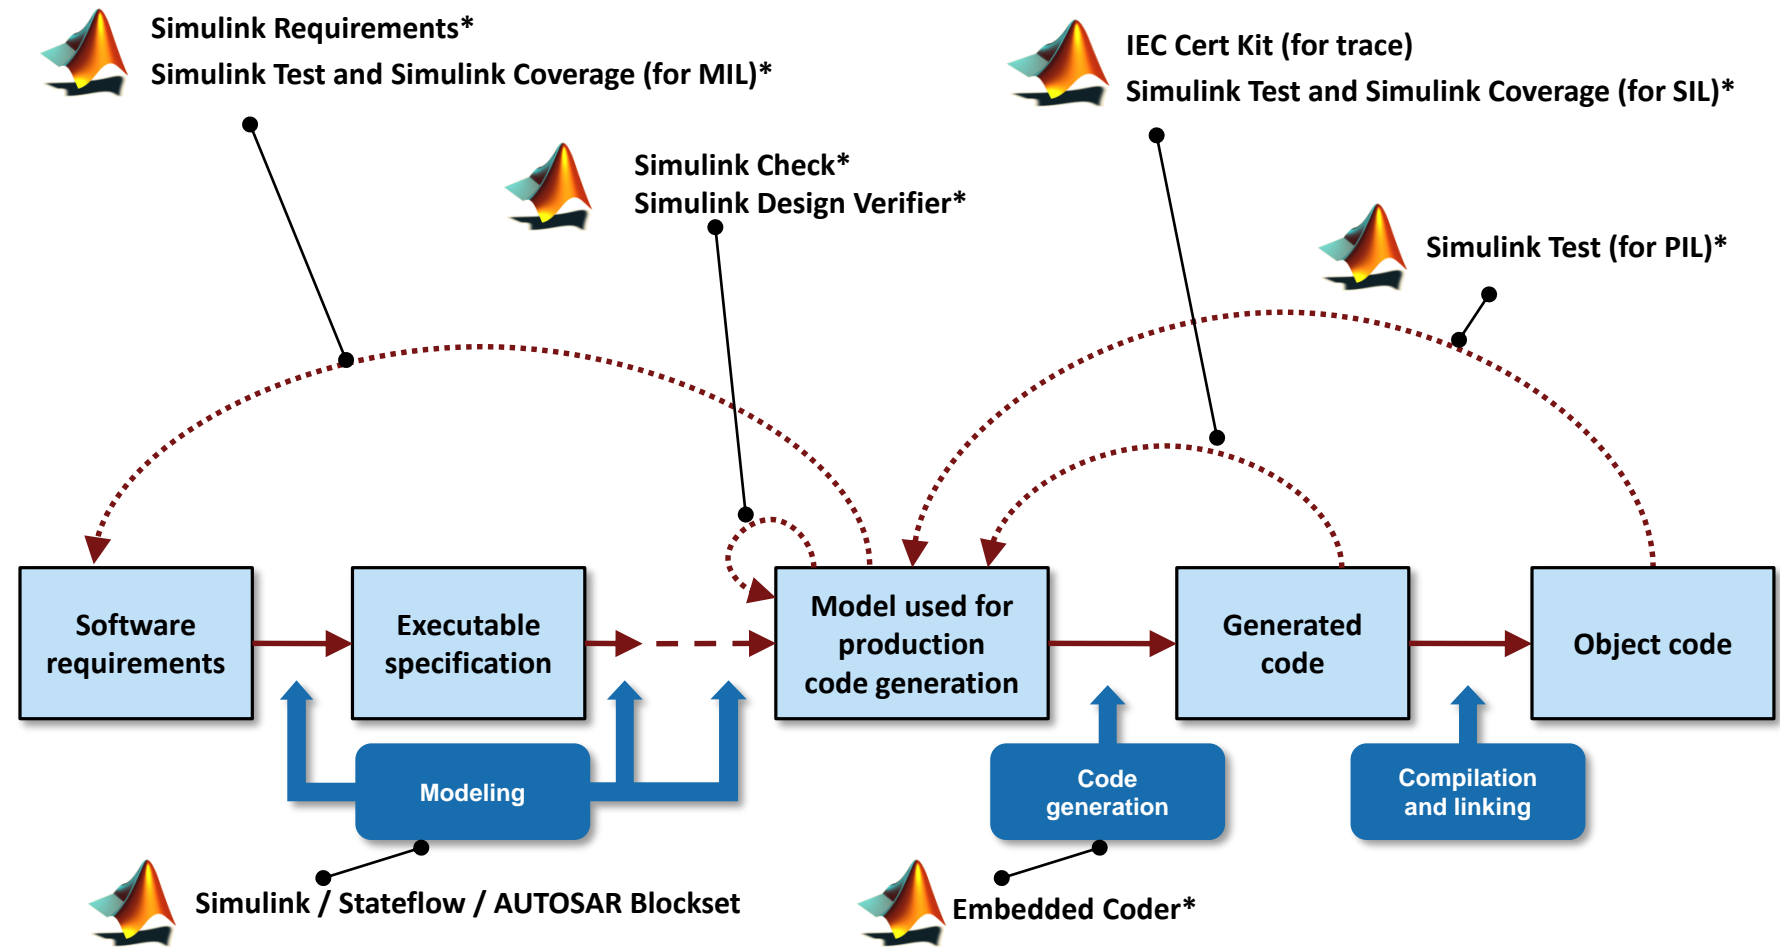 Simulink Requirements*
Simulink Test and Simulink Coverage (for MIL)*
IEC Cert Kit (for trace)
Simulink Test and Simulink Coverage (for SIL)*
Simulink Check*
Simulink Design Verifier*
Simulink Test (for PIL)*
Software
requirements
Executable
specification
Model used for
production
code generation
Generated
code
Object code
Modeling
Code
generation
Compilation
and linking
Simulink / Stateflow / AUTOSAR Blockset
Embedded Coder*